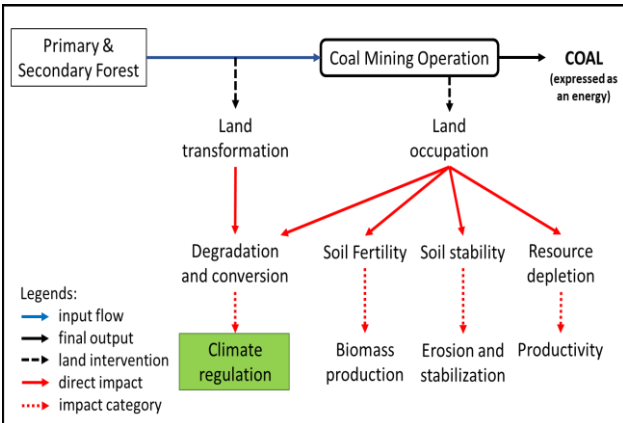 Primary &
Secondary Forest
Coal Mining Operation
COAL
(expressed as
an energy)
Land
transformation
Land
occupation
Degradation
and conversion
Soil Fertility
Soil stability
Resource
depletion
Legends:
input flow
final output
land intervention
direct impact
impact category
Climate
regulation
Biomass
production
Erosion and
stabilization
Productivity